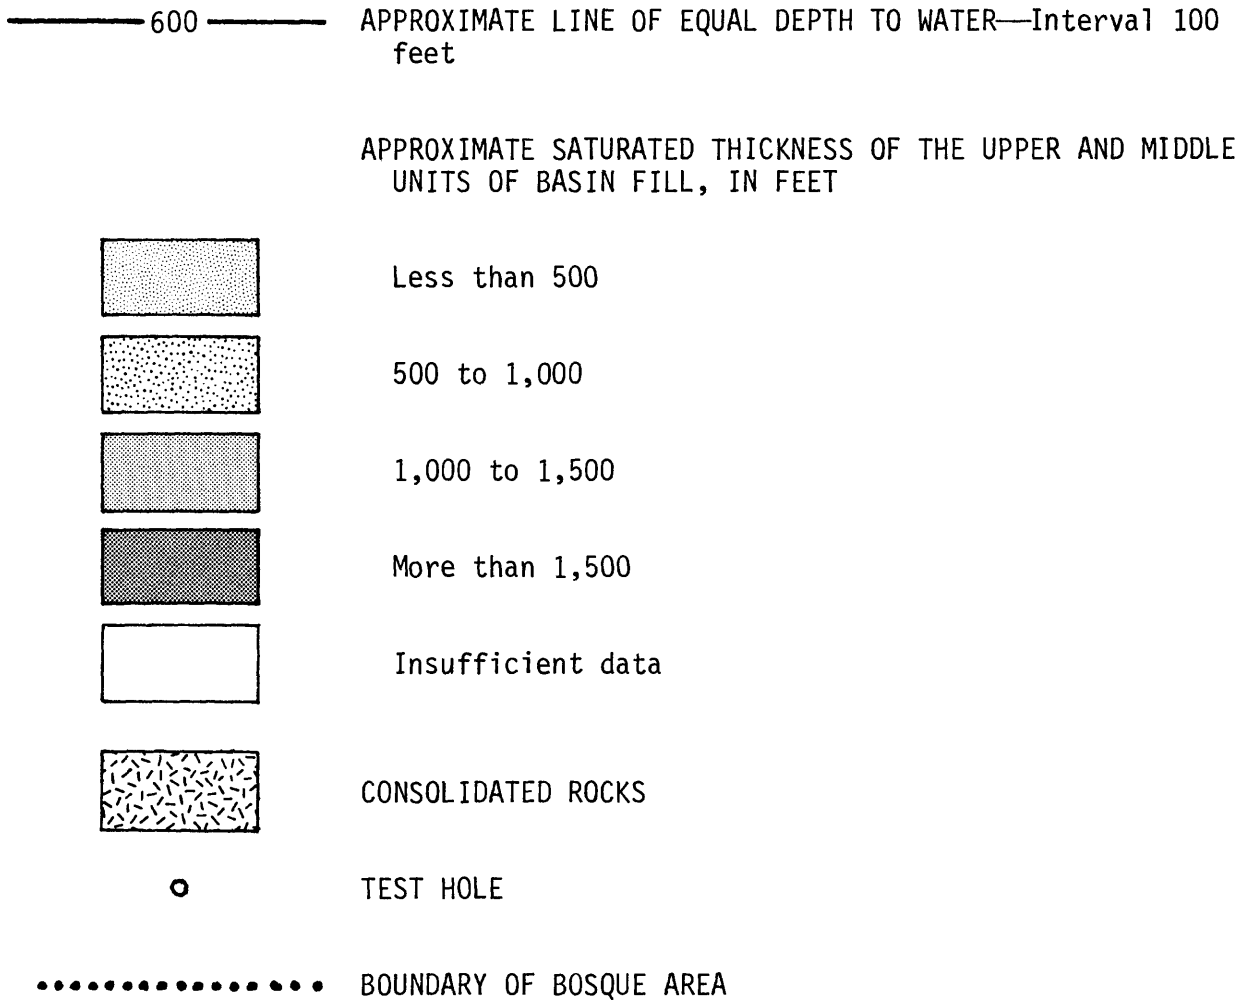 600 APPROXIMATE LINE OF EQUAL DEPTH TO WATER—Interval 100
feet
APPROXIMATE SATURATED THICKNESS OF THE UPPER AND MIDDLE
UNITS OF BASIN FILL, IN FEET
Less than 500
500 to 1,000
1,000 to 1,500
More than 1,500
Insufficient data
CONSOLIDATED ROCKS
TEST HOLE
BOUNDARY OF BOSQUE AREA